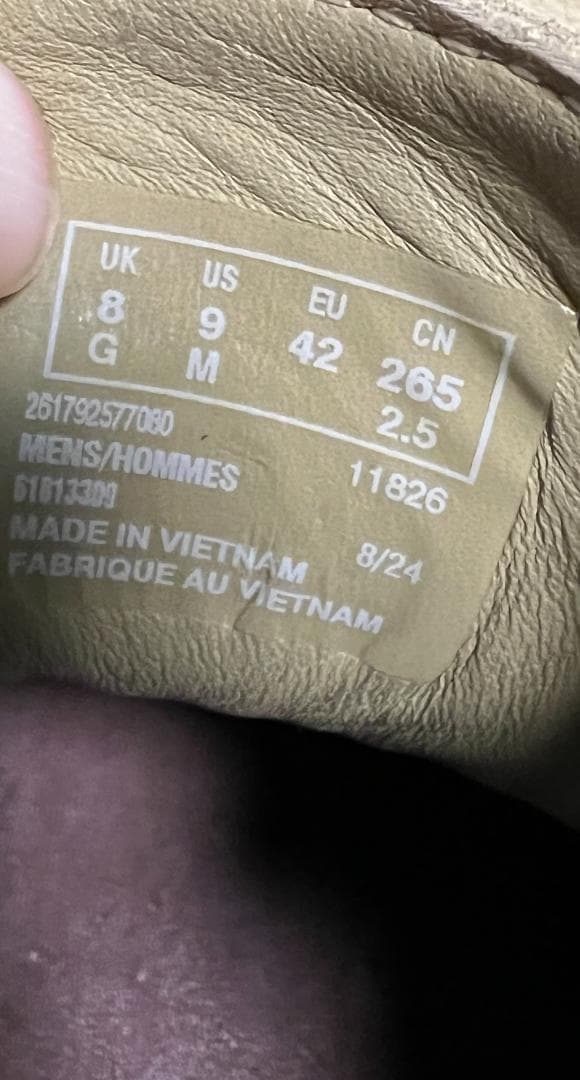 UK US EU CN
8 9 42 265
G M 2.5
261792577080
MENS/HOMMES 11826
MADE IN VIETNAM 8/24
FABRIQUE AU VIETNAM